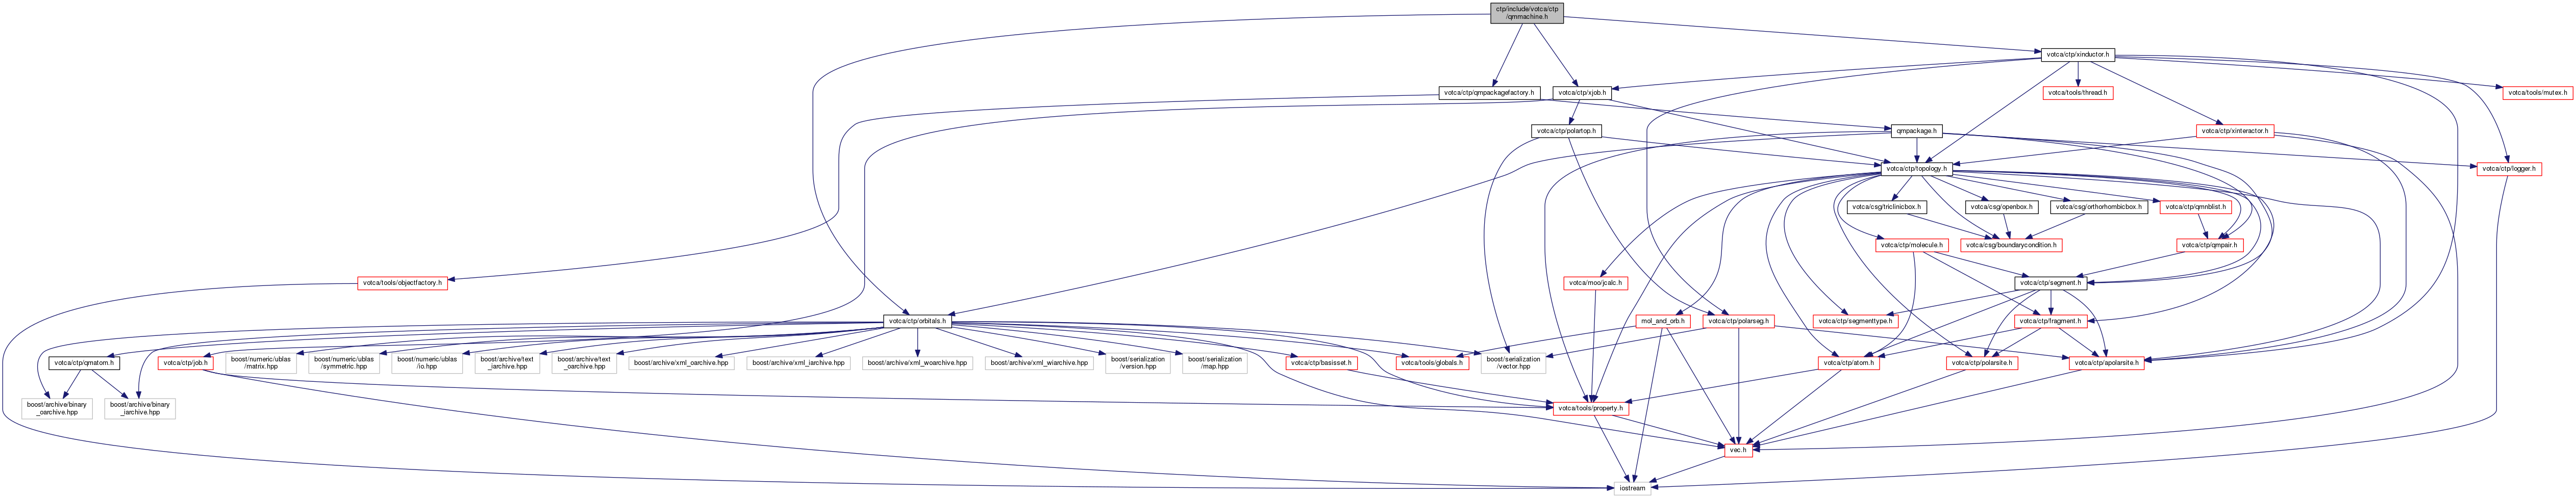 ctp/include/votca/ctp
/qmmachine.h
votca/ctp/xinductor.h
votca/ctp/qmpackagefactory.h
votca/ctp/xjob.h
votca/tools/thread.h
votca/tools/mutex.h
votca/ctp/polartop.h
qmpackage.h
votca/ctp/xinteractor.h
votca/ctp/topology.h
votca/ctp/logger.h
votca/csg/triclinicbox.h
votca/csg/openbox.h
votca/csg/orthorhombicbox.h
votca/ctp/qmnblist.h
votca/ctp/molecule.h
votca/csg/boundarycondition.h
votca/ctp/qmpair.h
votca/tools/objectfactory.h
votca/moo/jcalc.h
votca/ctp/segment.h
votca/ctp/orbitals.h
mol_and_orb.h
votca/ctp/polarseg.h
votca/ctp/segmenttype.h
votca/ctp/fragment.h
votca/ctp/qmatom.h
votca/ctp/job.h
boost/numeric/ublas
/matrix.hpp
boost/numeric/ublas
/symmetric.hpp
boost/numeric/ublas
/io.hpp
boost/archive/text
_iarchive.hpp
boost/archive/text
_oarchive.hpp
boost/archive/xml_oarchive.hpp
boost/archive/xml_iarchive.hpp
boost/archive/xml_woarchive.hpp
boost/archive/xml_wiarchive.hpp
boost/serialization
/version.hpp
boost/serialization
/map.hpp
votca/ctp/basisset.h
votca/tools/globals.h
boost/serialization
/vector.hpp
votca/ctp/atom.h
votca/ctp/polarsite.h
votca/ctp/apolarsite.h
boost/archive/binary
_oarchive.hpp
boost/archive/binary
_iarchive.hpp
votca/tools/property.h
vec.h
iostream